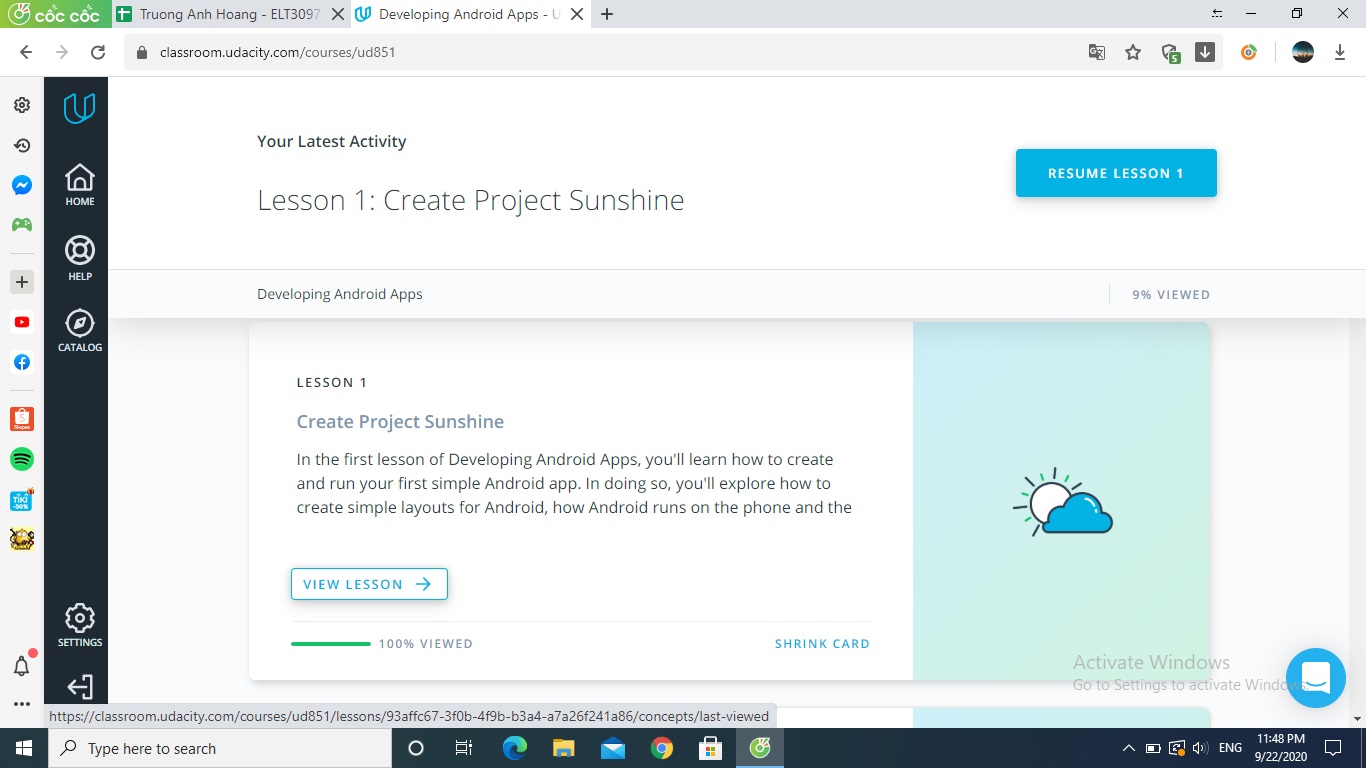 cốc cốc
Truong Anh Hoang - ELT3097
Developing Android Apps - U
classroom.udacity.com/courses/ud851
5
Your Latest Activity
RESUME LESSON 1
Lesson 1: Create Project Sunshine
HOME
HELP
CATALOG
SETTINGS
Developing Android Apps
9% VIEWED
LESSON 1
Create Project Sunshine
In the first lesson of Developing Android Apps, you'll learn how to create
and run your first simple Android app. In doing so, you'll explore how to
create simple layouts for Android, how Android runs on the phone and the
VIEW LESSON
100% VIEWED
SHRINK CARD
Shopee
TIKI
-50%
Activate Windows
Go to Settings to activate Windows.
https://classroom.udacity.com/courses/ud851/lessons/93affc67-3f0b-4f9b-b3a4-a7a26f241a86/concepts/last-viewed
Type here to search
ENG
11:48 PM
9/22/2020